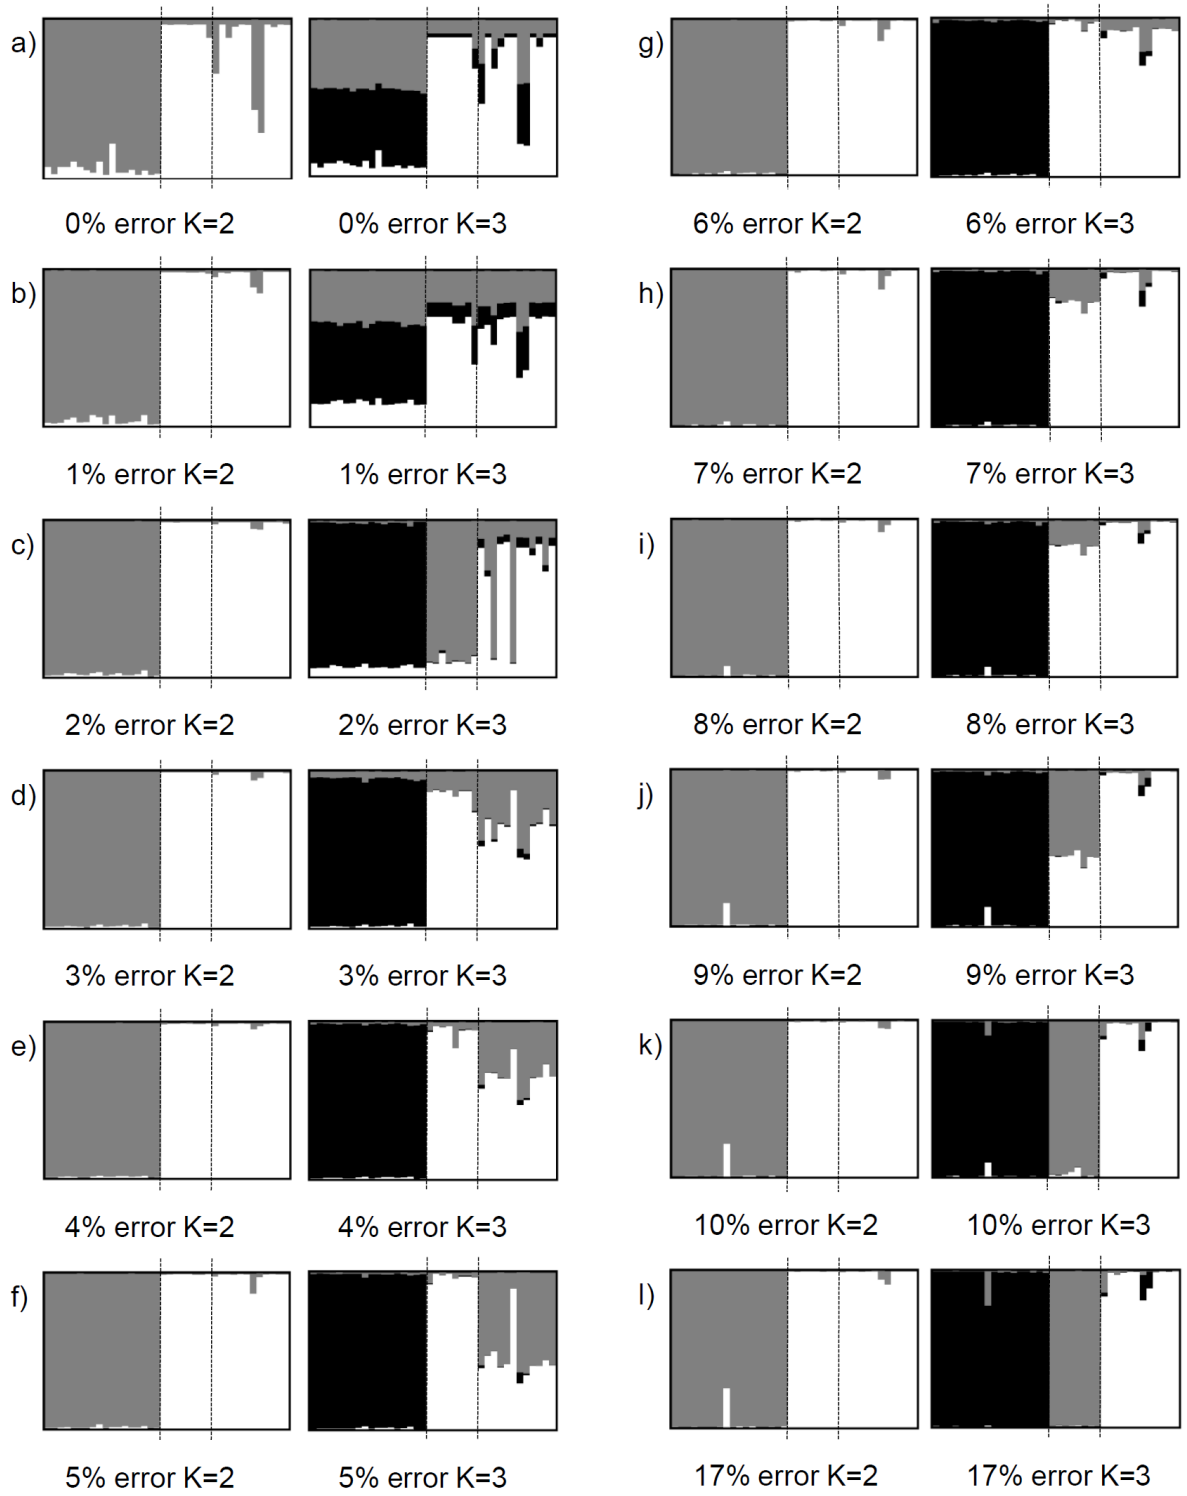 a)
0% error K=2
0% error K=3
b)
1% error K=2
1% error K=3
c)
2% error K=2
2% error K=3
d)
3% error K=2
3% error K=3
e)
4% error K=2
4% error K=3
f)
5% error K=2
5% error K=3
g)
6% error K=2
6% error K=3
h)
7% error K=2
7% error K=3
i)
8% error K=2
8% error K=3
j)
9% error K=2
9% error K=3
k)
10% error K=2
10% error K=3
l)
17% error K=2
17% error K=3